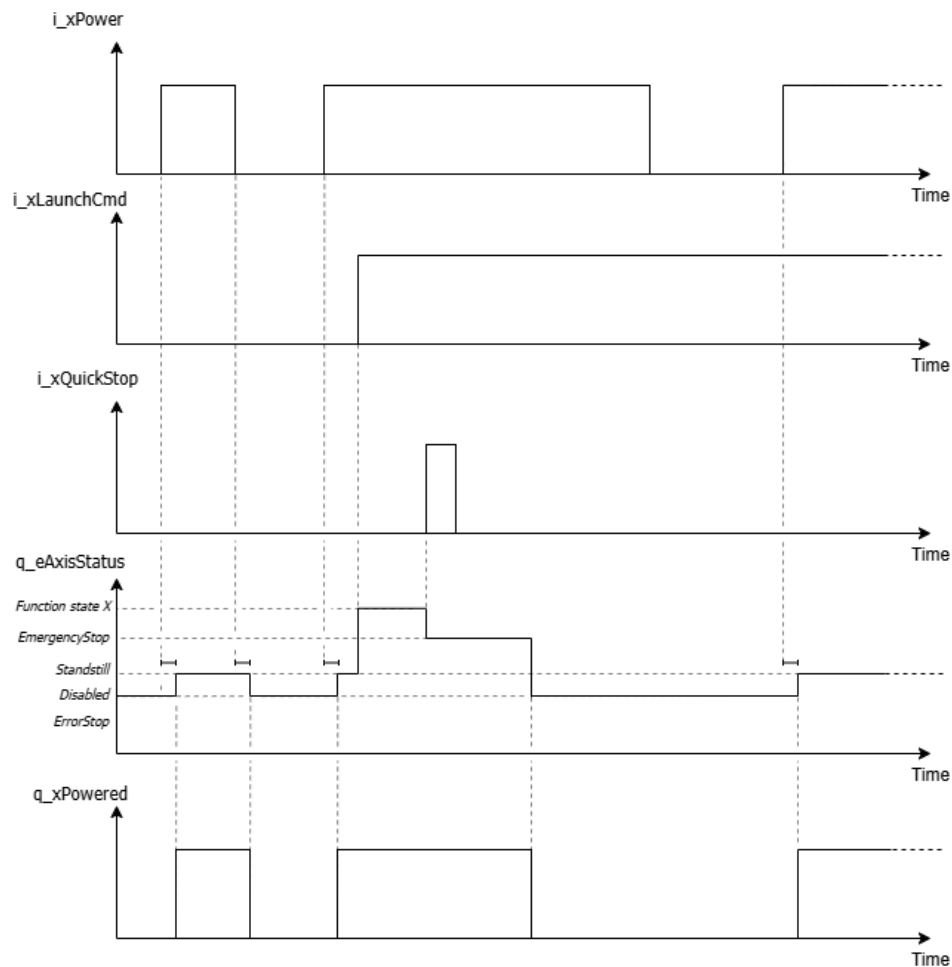 i_xPower
Time
i_xLaunchCmd
Time
i_xQuickStop
Time
q_eAxisStatus
Function state X
EmergencyStop
Standstill
Disabled
ErrorStop
Time
q_xPowered
Time